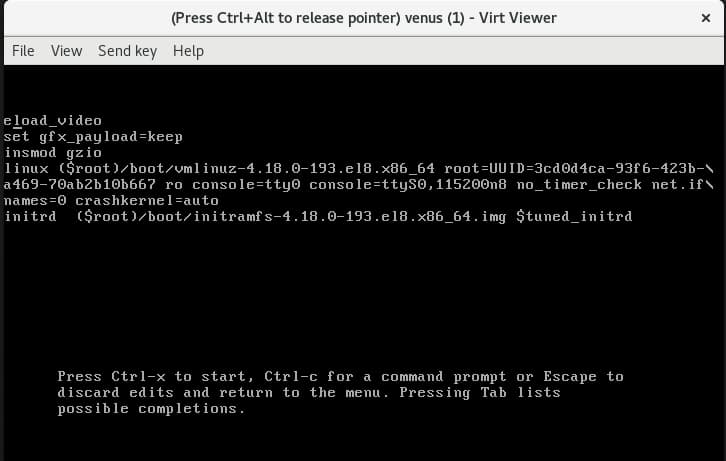 (Press Ctrl+Alt to release pointer) venus (1) - Virt Viewer
×
File View Send key Help
eload_video
set gfx_payload=keep
insmod gzio
linux ($root)/boot/vmlinuz-4.18.0-193.el8.x86_64 root=UUID=3cd0d4ca-93f6-423b-\
a469-70ab2b10b667 ro console=tty0 console=ttyS0,115200n8 no_timer_check net.if\
names=0 crashkernel=auto
initrd  ($root)/boot/initramfs-4.18.0-193.el8.x86_64.img $tuned_initrd
Press Ctrl-x to start, Ctrl-c for a command prompt or Escape to
discard edits and return to the menu. Pressing Tab lists
possible completions.